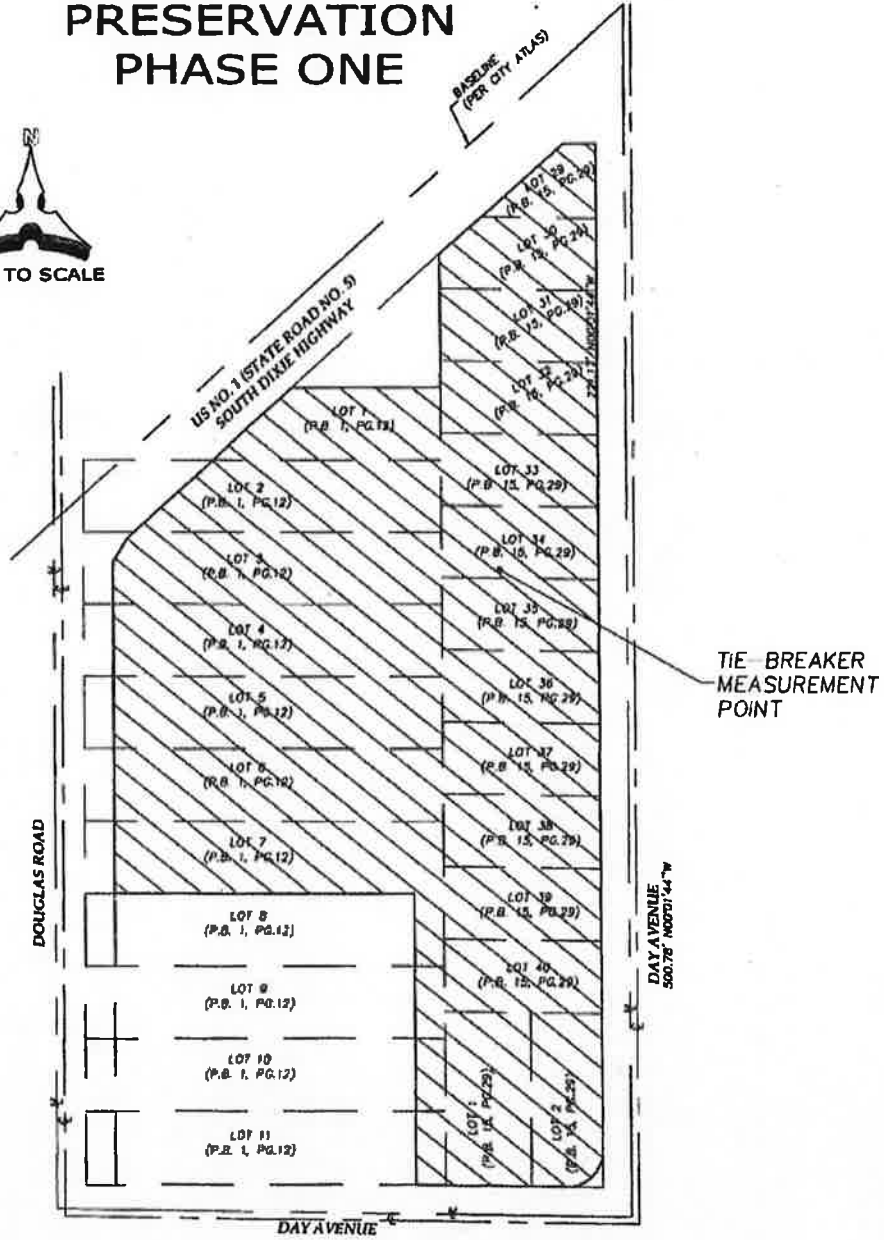 PRESERVATION
PHASE ONE
N
TO SCALE
BASELINE
(PER CITY ATLAS)
US NO. 1 (STATE ROAD NO. 5)
SOUTH DIXIE HIGHWAY
LOT 29
(P.B. 15, PG.29)
LOT 30
(P.B. 15, PG.29)
LOT 31
(P.B. 15, PG.29)
LOT 32
(P.B. 15, PG.29)
N00°01'44"W
LOT 1
(P.B. 1, PG.12)
LOT 2
(P.B. 1, PG.12)
LOT 3
(P.B. 1, PG.12)
LOT 4
(P.B. 1, PG.12)
LOT 5
(P.B. 1, PG.12)
LOT 6
(P.B. 1, PG.12)
LOT 7
(P.B. 1, PG.12)
LOT 8
(P.B. 1, PG.12)
LOT 9
(P.B. 1, PG.12)
LOT 10
(P.B. 1, PG.12)
LOT 11
(P.B. 1, PG.12)
LOT 33
(P.B. 15, PG.29)
LOT 34
(P.B. 15, PG.29)
LOT 35
(P.B. 15, PG.29)
LOT 36
(P.B. 15, PG.29)
LOT 37
(P.B. 15, PG.29)
LOT 38
(P.B. 15, PG.29)
LOT 39
(P.B. 15, PG.29)
LOT 40
(P.B. 15, PG.29)
LOT 1
(P.B. 15, PG.29)
LOT 2
(P.B. 15, PG.29)
TIE-BREAKER
MEASUREMENT
POINT
DOUGLAS ROAD
DAY AVENUE
500.78' N00°01'44"W
DAY AVENUE